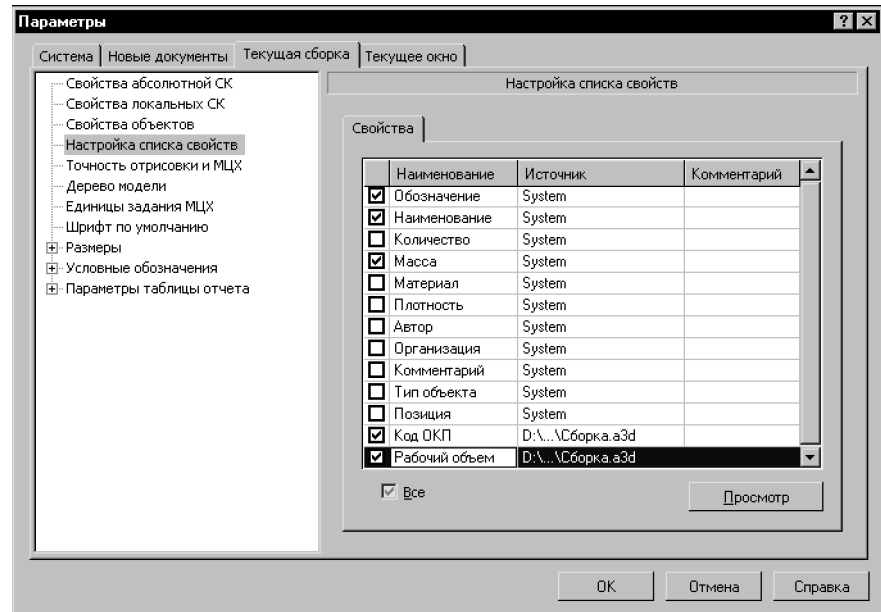 Параметры
Система Новые документы Текущая сборка Текущее окно
Свойства абсолютной СК
Свойства локальных СК
Свойства объектов
Настройка списка свойств
Точность отрисовки и МЦХ
Дерево модели
Единицы задания МЦХ
Шрифт по умолчанию
Размеры
Условные обозначения
Параметры таблицы отчета
Настройка списка свойств
Свойства
Наименование Источник Комментарий
Обозначение System
Наименование System
Количество System
Масса System
Материал System
Плотность System
Автор System
Организация System
Комментарий System
Тип объекта System
Позиция System
Код ОКП D:\...\Сборка.a3d
Рабочий объем D:\...\Сборка.a3d
Все
Просмотр
OK Отмена Справка